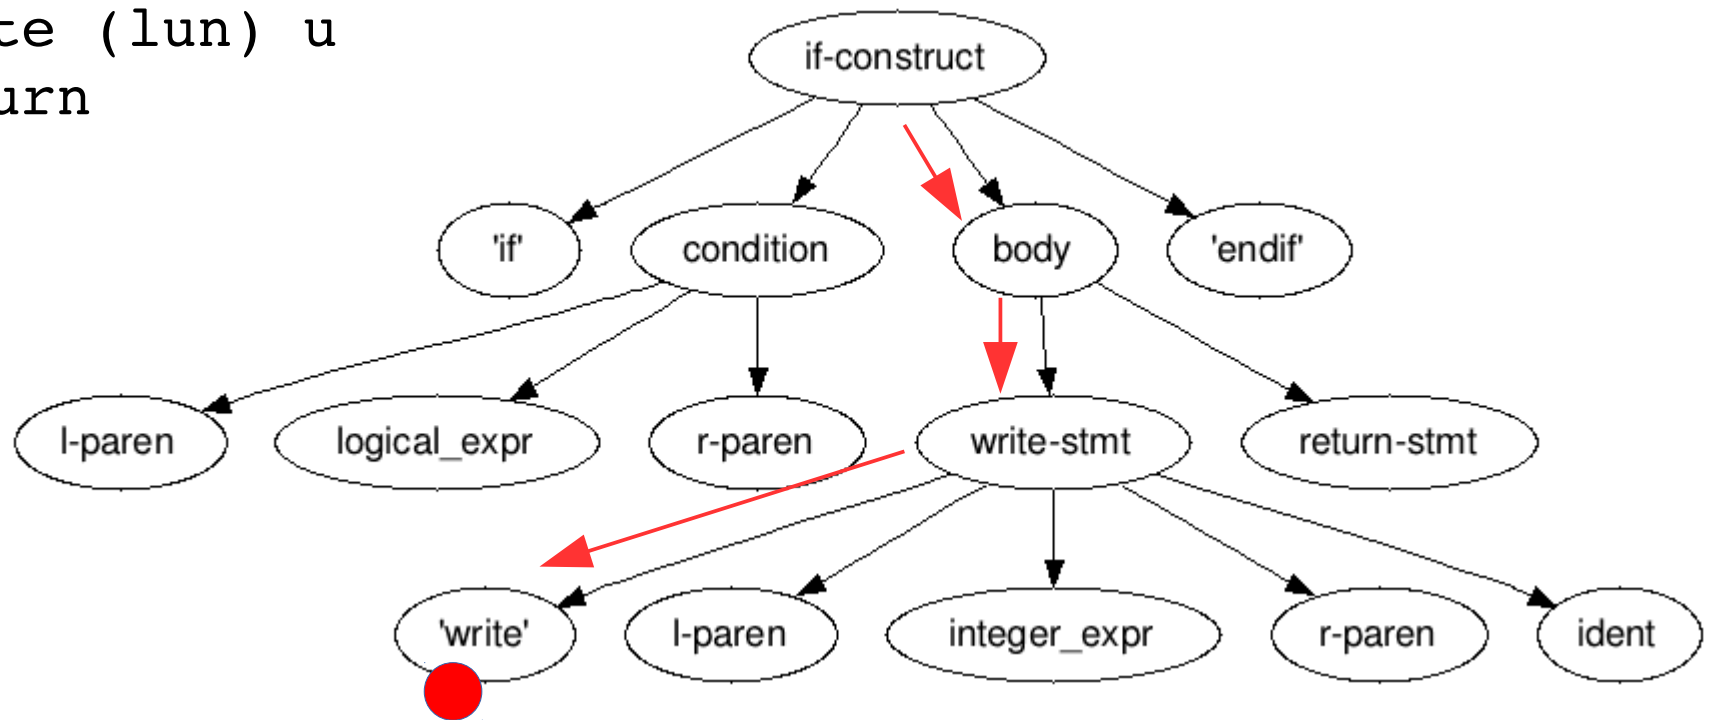 te (lun) u
urn
if-construct
'if' condition body 'endif'
l-paren logical_expr r-paren write-stmt return-stmt
'write' l-paren integer_expr r-paren ident